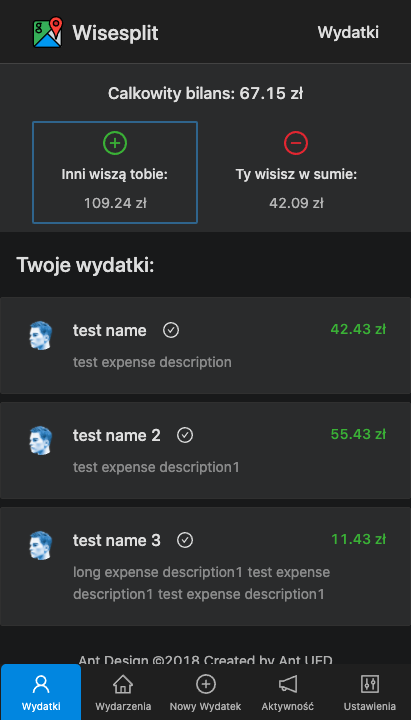 Wisesplit
Wydatki
Calkowity bilans: 67.15 zł
Inni wiszą tobie:
109.24 zł
Ty wisisz w sumie:
42.09 zł
Twoje wydatki:
test name
42.43 zł
test expense description
test name 2
55.43 zł
test expense description1
test name 3
11.43 zł
long expense description1 test expense
description1 test expense description1
Ant Design ©2018 Created by Ant UED
Wydatki
Wydarzenia
Nowy Wydatek
Aktywność
Ustawienia